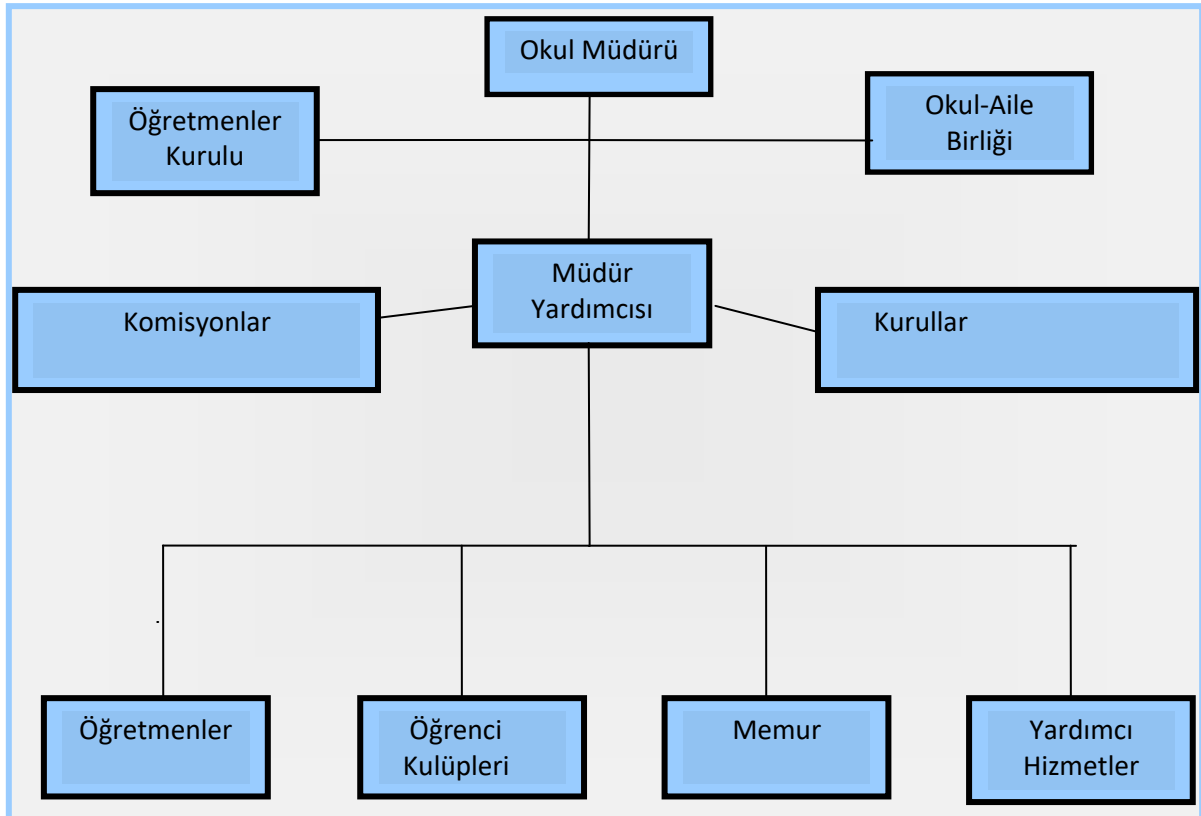 Okul Müdürü
Öğretmenler
Kurulu
Okul-Aile
Birliği
Müdür
Yardımcısı
Komisyonlar
Kurullar
Öğretmenler
Öğrenci
Kulüpleri
Memur
Yardımcı
Hizmetler